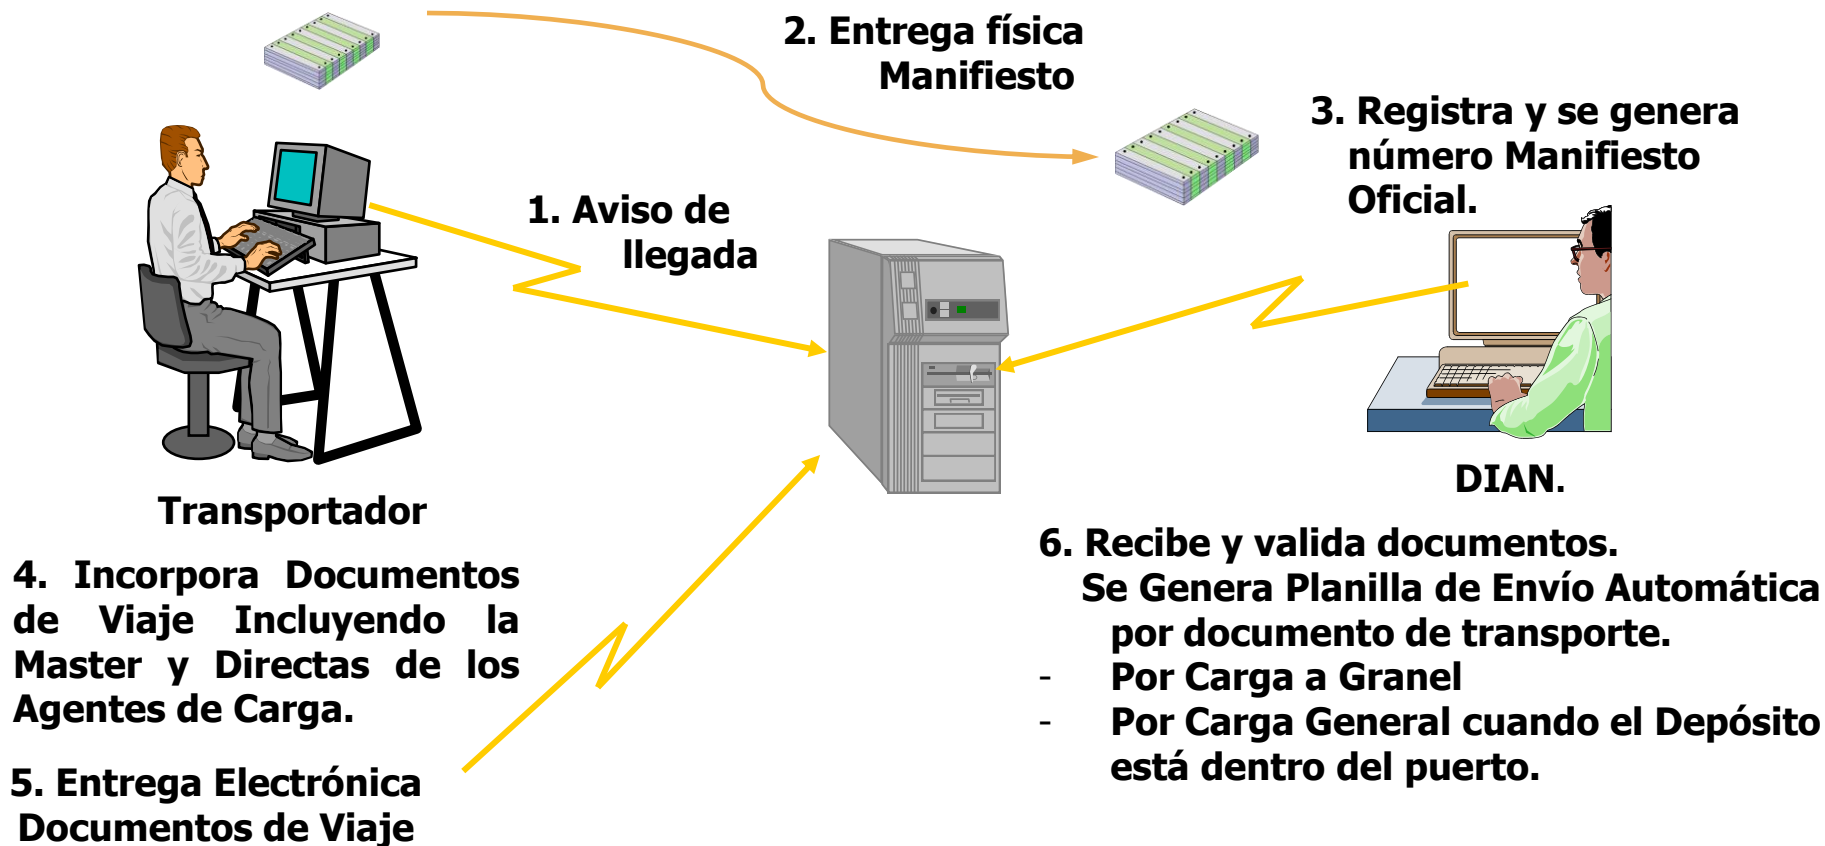 2. Entrega física
Manifiesto
3. Registra y se genera
número Manifiesto
Oficial.
1. Aviso de
llegada
Transportador
DIAN.
4. Incorpora Documentos
de Viaje Incluyendo la
Master y Directas de los
Agentes de Carga.
5. Entrega Electrónica
Documentos de Viaje
6. Recibe y valida documentos.
Se Genera Planilla de Envío Automática
por documento de transporte.
- Por Carga a Granel
- Por Carga General cuando el Depósito
está dentro del puerto.